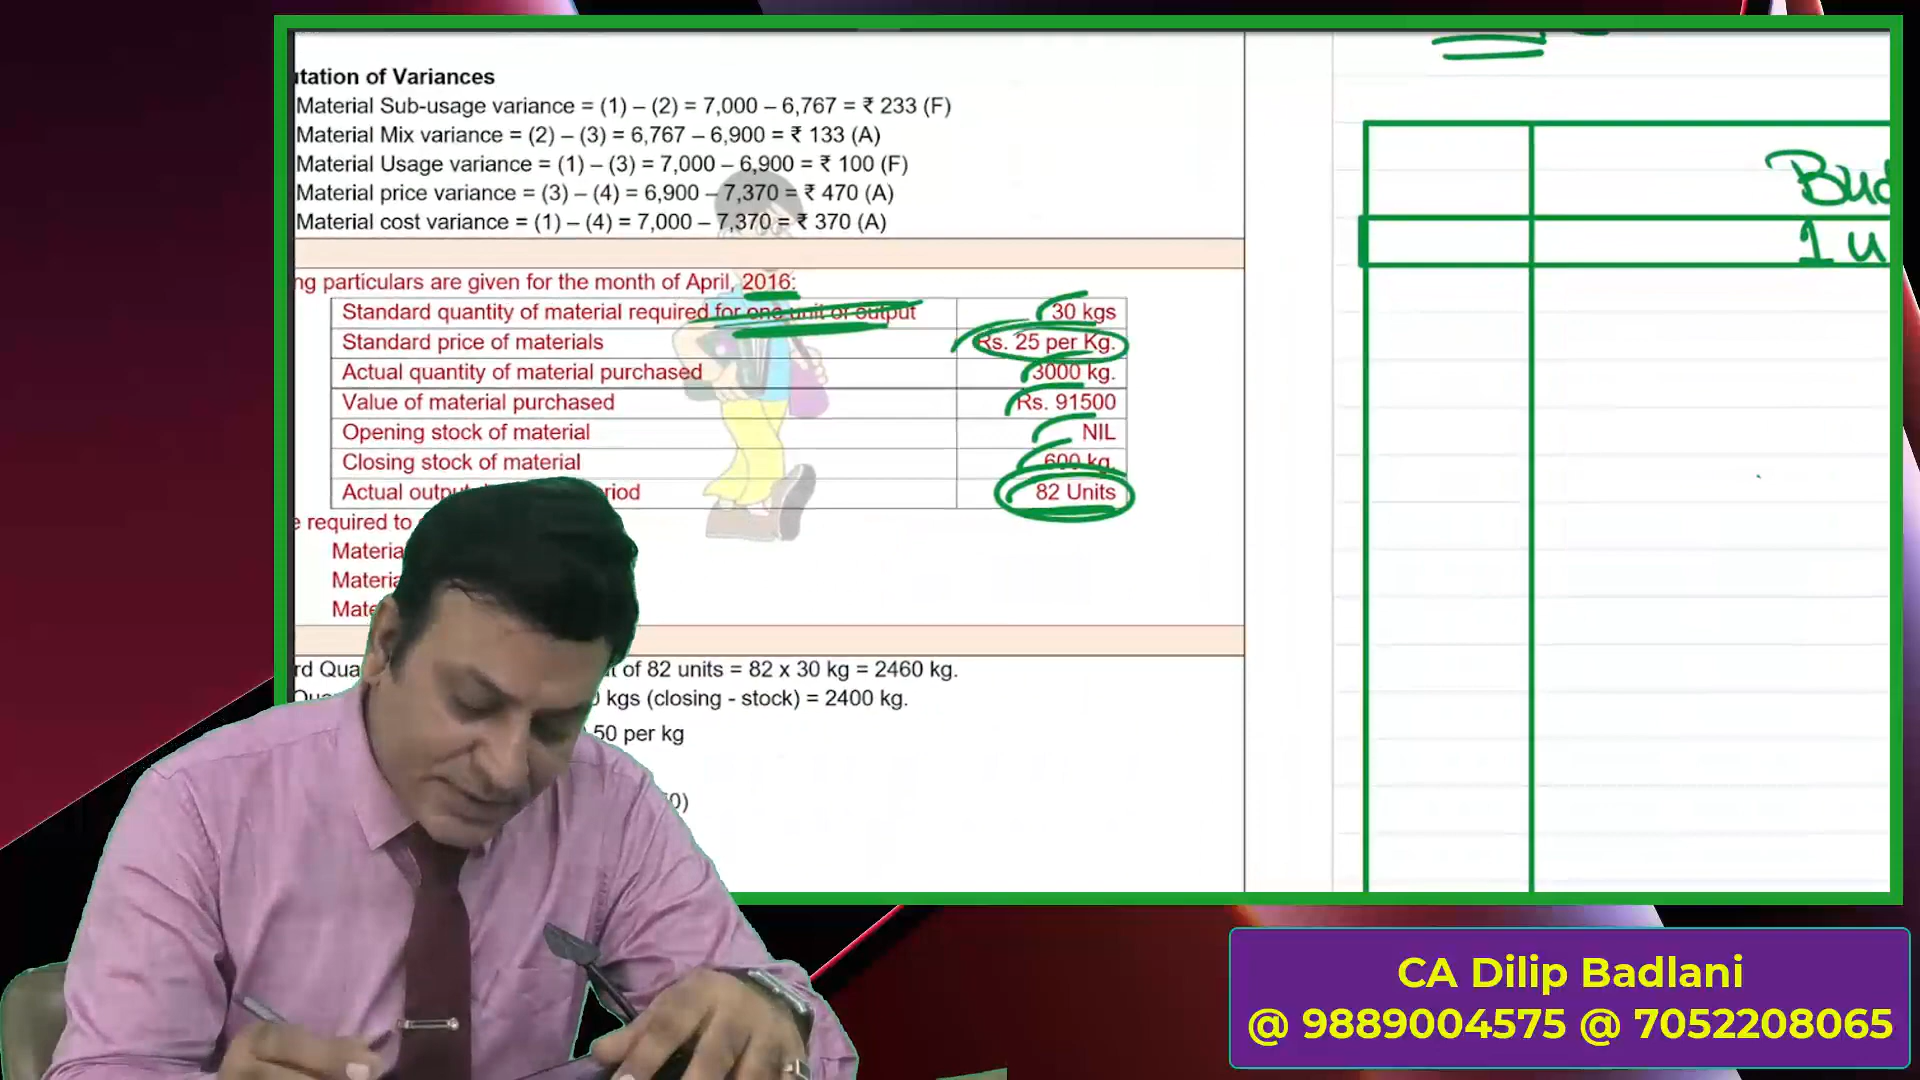 tation of Variances
Material Sub-usage variance = (1) – (2) = 7,000 – 6,767 = ₹ 233 (F)
Material Mix variance = (2) – (3) = 6,767 – 6,900 = ₹ 133 (A)
Material Usage variance = (1) – (3) = 7,000 – 6,900 = ₹ 100 (F)
Material price variance = (3) – (4) = 6,900 – 7,370 = ₹ 470 (A)
Material cost variance = (1) – (4) = 7,000 – 7,370 = ₹ 370 (A)
ng particulars are given for the month of April, 2016:
Standard quantity of material required for one unit of output 30 kgs
Standard price of materials Rs. 25 per Kg.
Actual quantity of material purchased 3000 kg.
Value of material purchased Rs. 91500
Opening stock of material NIL
Closing stock of material 600 kg.
Actual output riod 82 Units
e required to
Materia
Materia
Mate
rd Qua t of 82 units = 82 x 30 kg = 2460 kg.
Qua kgs (closing - stock) = 2400 kg.
50 per kg
0)
Bud
1 u
CA Dilip Badlani
@ 9889004575 @ 7052208065